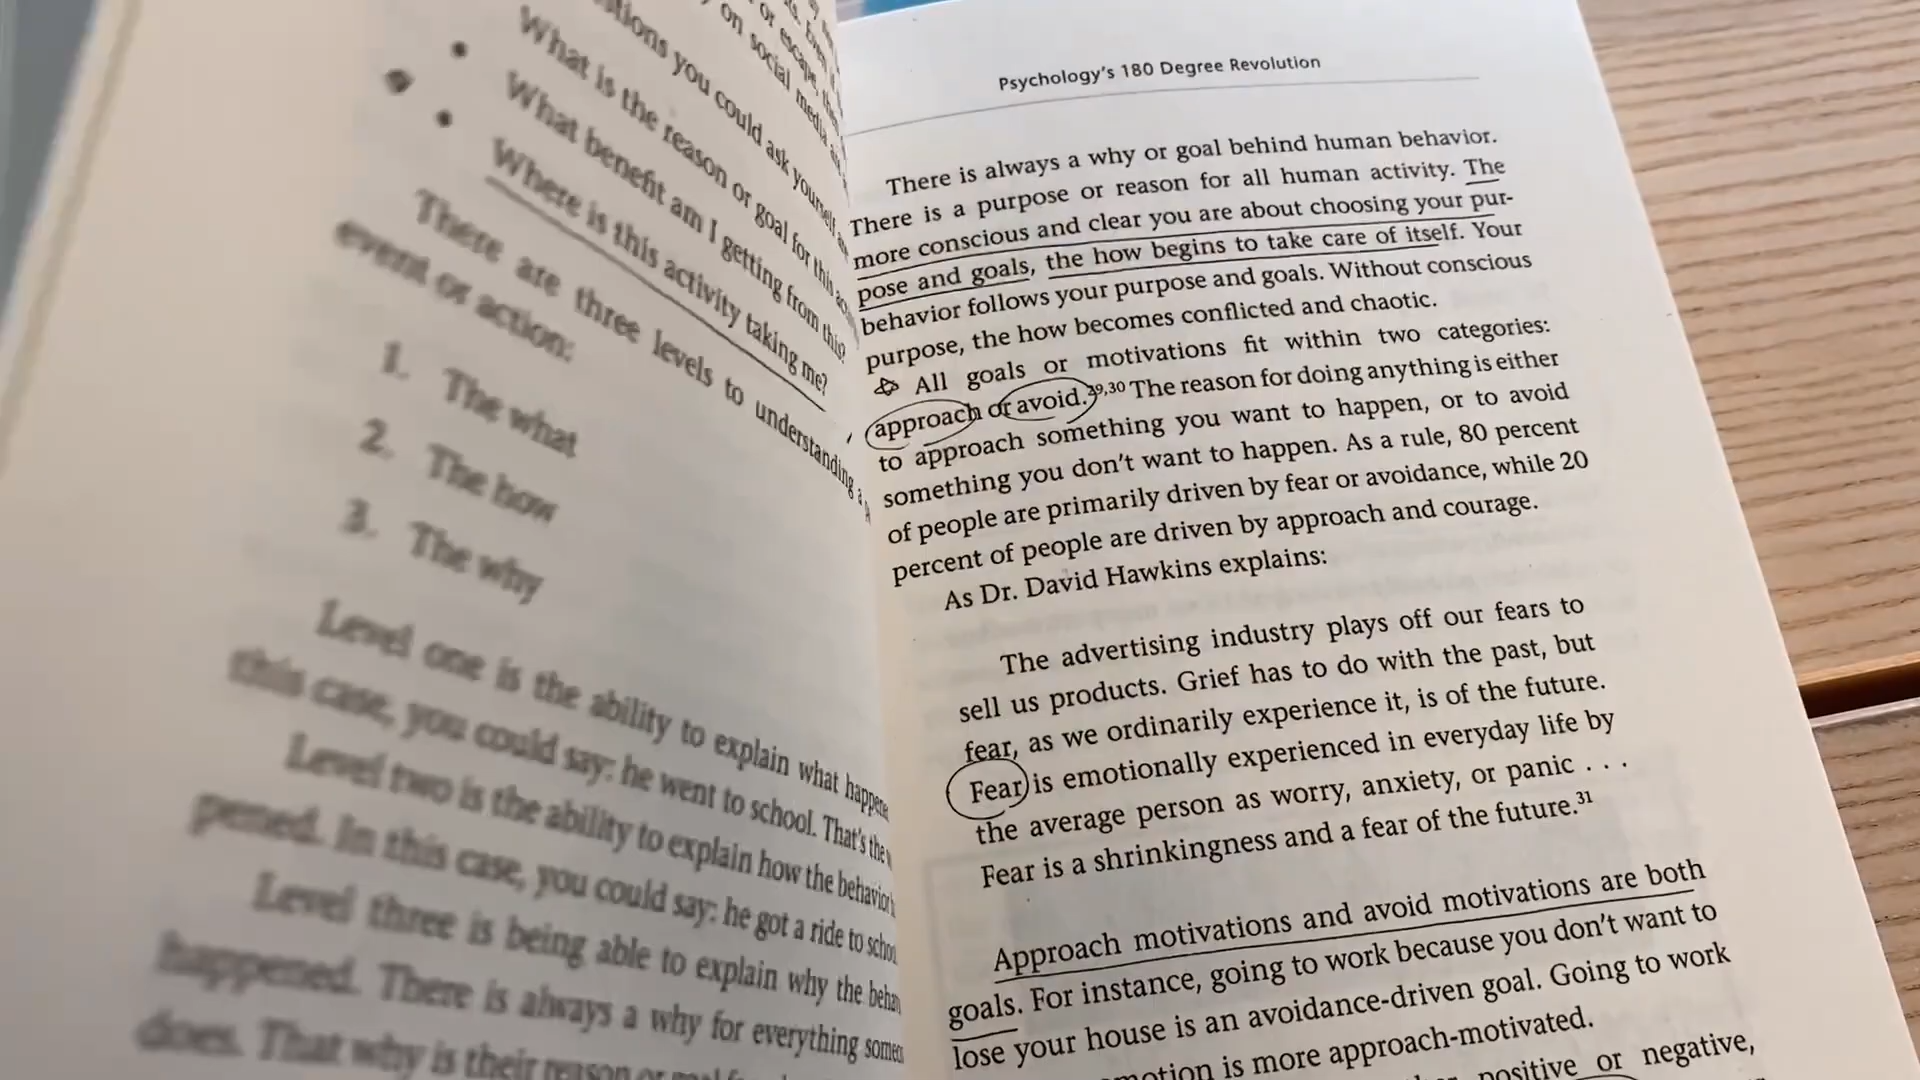 or escape, then
on social media
tions you could ask yourself
• What is the reason or goal for this
• What benefit am I getting from this?
• Where is this activity taking me?
There are three levels to understanding a
event or action:
1. The what
2. The how
3. The why
Level one is the ability to explain what happene
this case, you could say: he went to school. That's the
Level two is the ability to explain how the behavior
pened. In this case, you could say: he got a ride to
Level three is being able to explain why the
happened. There is always a why for everything
does. That why is their reason or
Psychology's 180 Degree Revolution
There is always a why or goal behind human behavior.
There is a purpose or reason for all human activity. The
more conscious and clear you are about choosing your pur-
pose and goals, the how begins to take care of itself. Your
behavior follows your purpose and goals. Without conscious
purpose, the how becomes conflicted and chaotic.
All goals or motivations fit within two categories:
approach or avoid.29,30 The reason for doing anything is either
to approach something you want to happen, or to avoid
something you don't want to happen. As a rule, 80 percent
of people are primarily driven by fear or avoidance, while 20
percent of people are driven by approach and courage.
As Dr. David Hawkins explains:
The advertising industry plays off our fears to
sell us products. Grief has to do with the past, but
fear, as we ordinarily experience it, is of the future.
Fear is emotionally experienced in everyday life by
the average person as worry, anxiety, or panic . . .
Fear is a shrinkingness and a fear of the future.31
Approach motivations and avoid motivations are both
goals. For instance, going to work because you don't want to
lose your house is an avoidance-driven goal. Going to work
is more approach-motivated.
positive or negative,